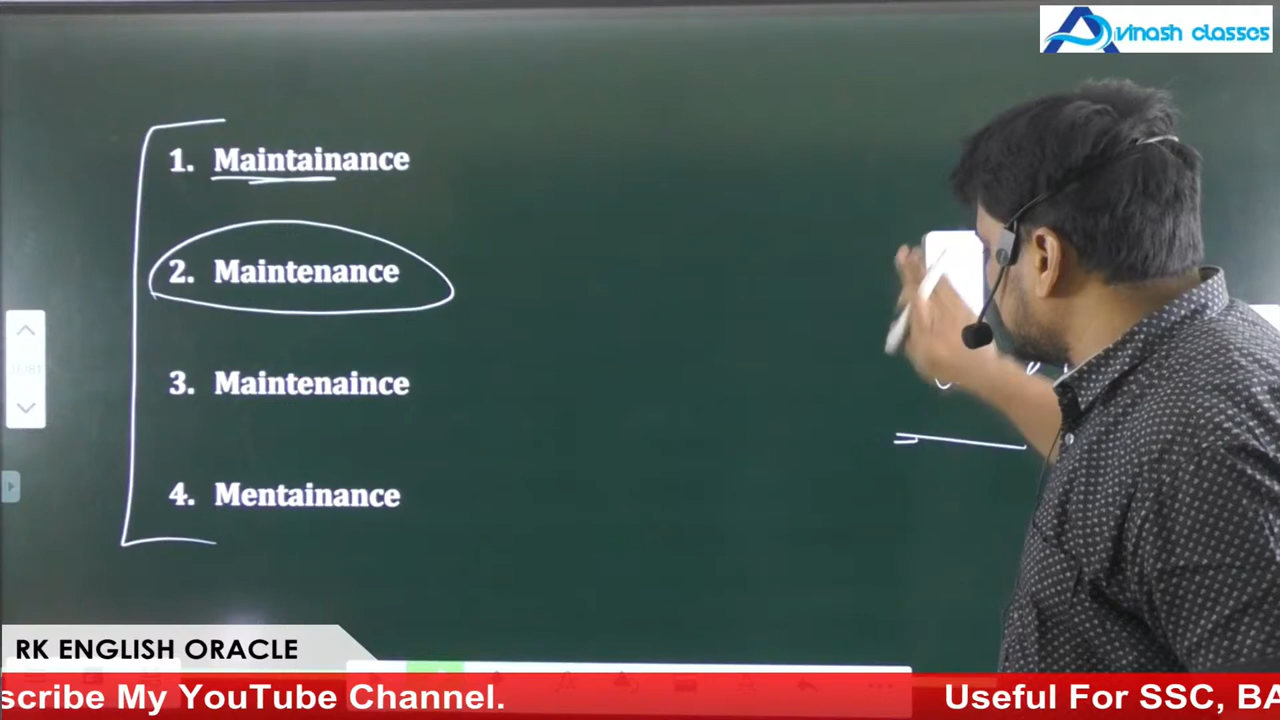 vinash classes
1. Maintainance
2. Maintenance
3. Maintenaince
4. Mentainance
RK ENGLISH ORACLE
scribe My YouTube Channel.
Useful For SSC, BA